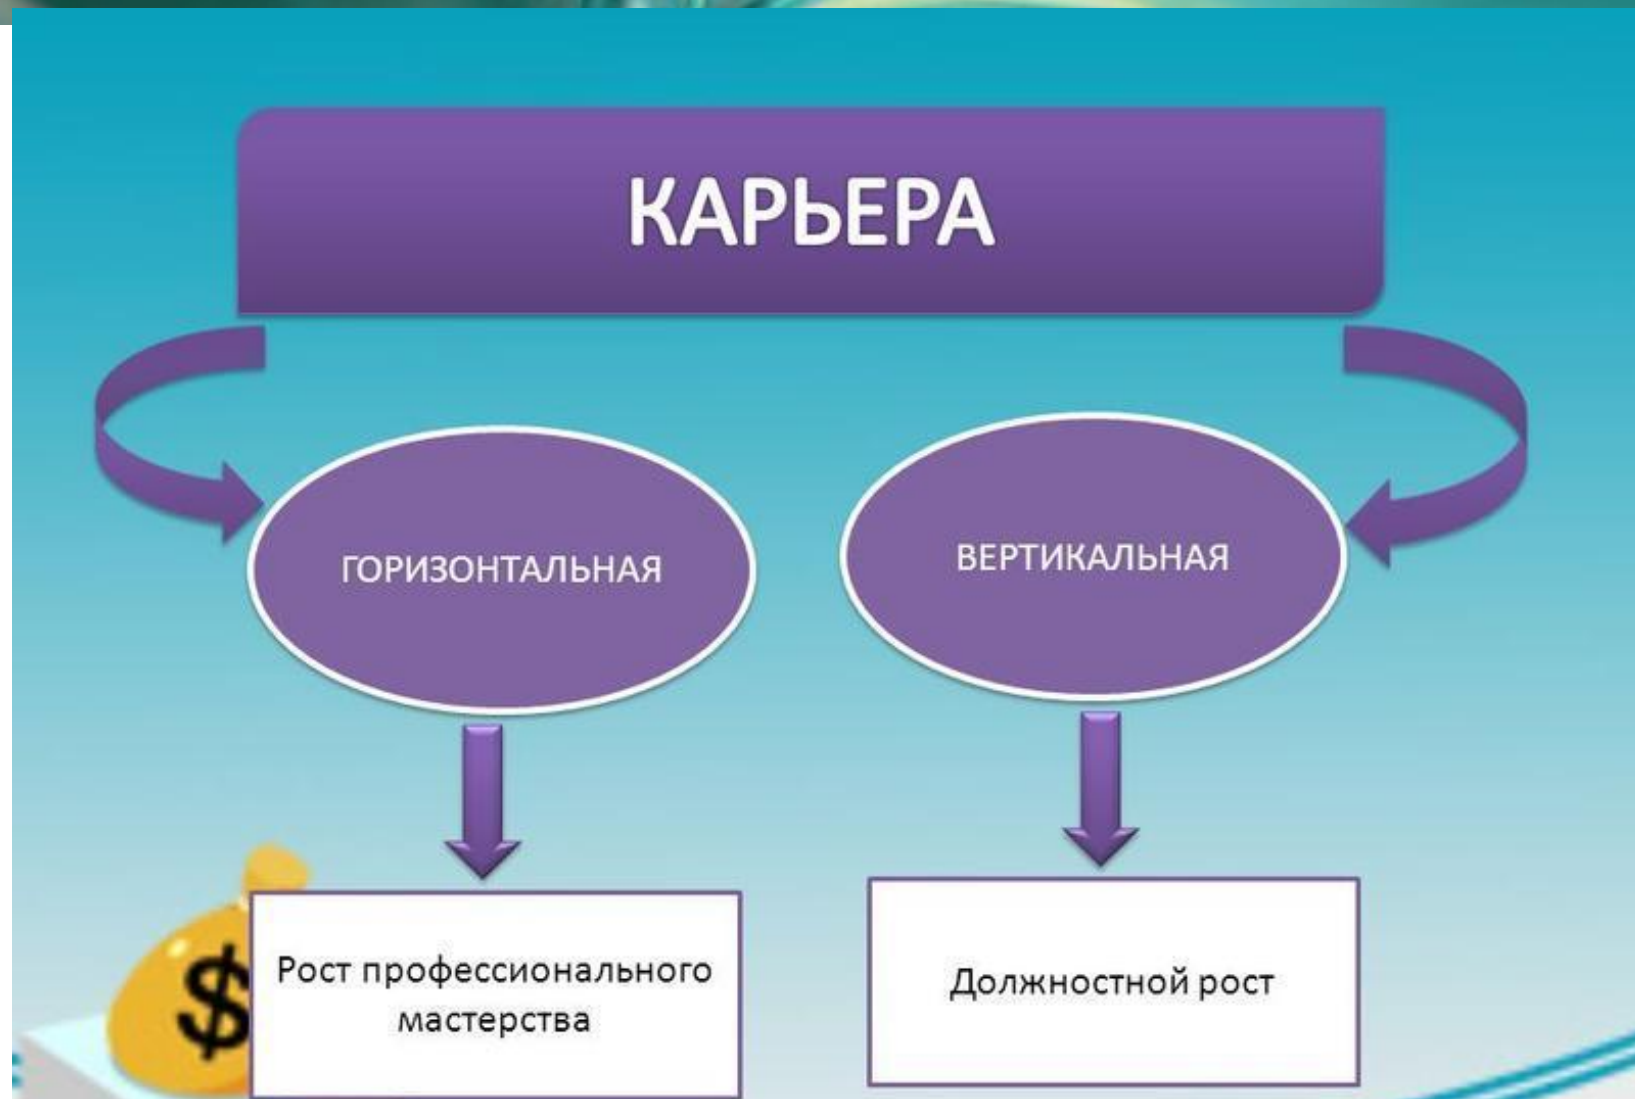 КАРЬЕРА
ГОРИЗОНТАЛЬНАЯ
ВЕРТИКАЛЬНАЯ
Рост профессионального
мастерства
Должностной рост
$